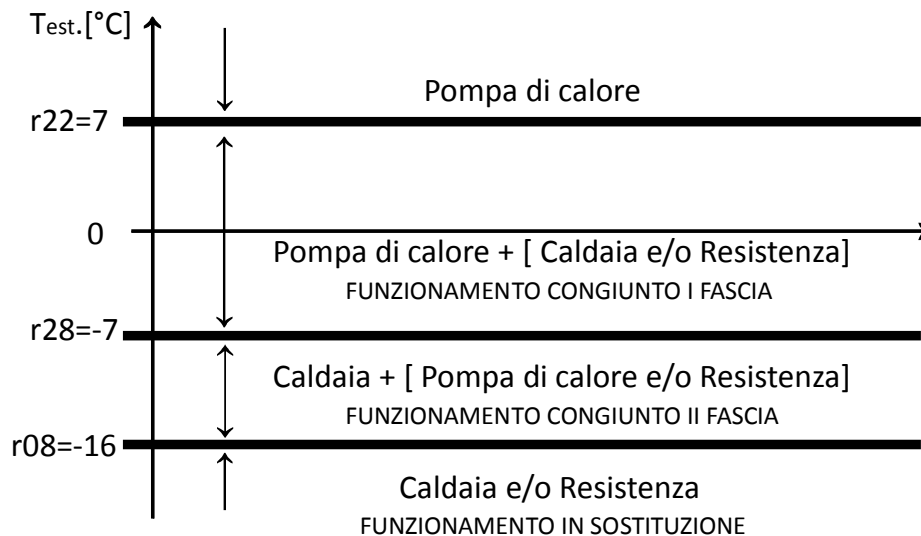 Test.[°C]
Pompa di calore
r22=7
0
Pompa di calore + [ Caldaia e/o Resistenza]
FUNZIONAMENTO CONGIUNTO I FASCIA
r28=-7
Caldaia + [ Pompa di calore e/o Resistenza]
FUNZIONAMENTO CONGIUNTO II FASCIA
r08=-16
Caldaia e/o Resistenza
FUNZIONAMENTO IN SOSTITUZIONE